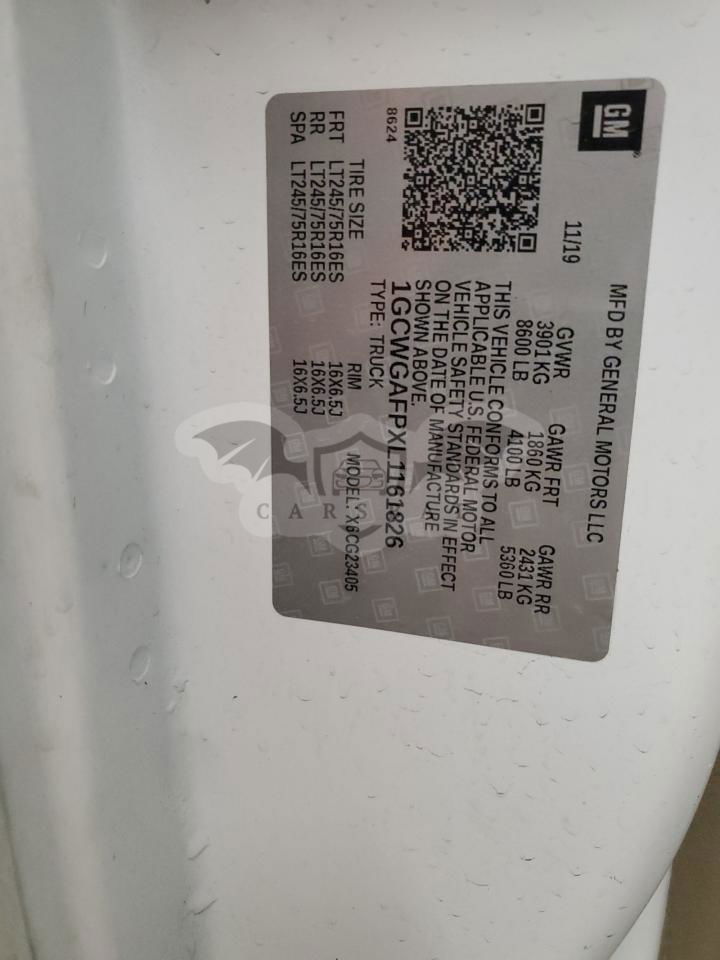 GM
MFD BY GENERAL MOTORS LLC
11/19
GVWR GAWR FRT GAWR RR
3901 KG 1860 KG 2431 KG
8600 LB 4100 LB 5360 LB
THIS VEHICLE CONFORMS TO ALL
APPLICABLE U.S. FEDERAL MOTOR
VEHICLE SAFETY STANDARDS IN EFFECT
ON THE DATE OF MANUFACTURE
SHOWN ABOVE.
1GCWGAFPXL1161826
TYPE: TRUCK
8624
MODEL: X6CG23405
TIRE SIZE RIM
FRT LT245/75R16ES 16X6.5J
RR LT245/75R16ES 16X6.5J
SPA LT245/75R16ES 16X6.5J